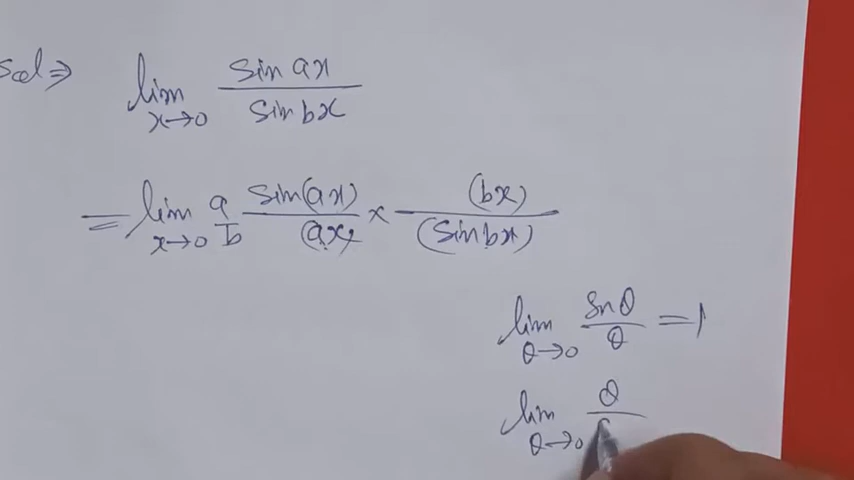 Sol ⇒ lim x→0 sin ax / sin bx
= lim x→0 a/b sin(ax)/(ax) × (bx)/(sin bx)
lim θ→0 sinθ/θ = 1
lim θ→0 θ/